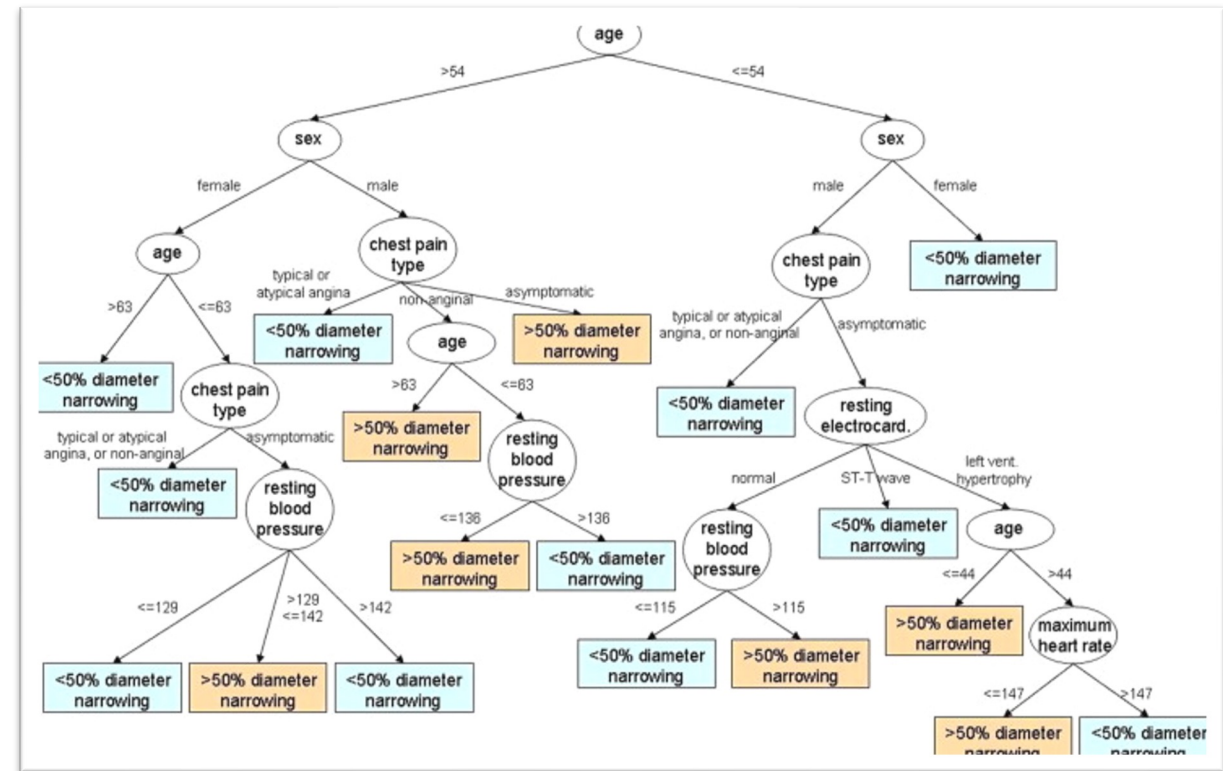 age
>54
<=54
sex
sex
female
male
male
female
age
chest pain
type
chest pain
type
<50% diameter
narrowing
typical or
atypical angina
non-anginal
asymptomatic
>63
<=63
<50% diameter
narrowing
age
>50% diameter
narrowing
typical or atypical
angina, or non-anginal
asymptomatic
<50% diameter
narrowing
chest pain
type
>63
<=63
<50% diameter
narrowing
resting
electrocard.
>50% diameter
narrowing
resting
blood
pressure
typical or atypical
angina, or non-anginal
asymptomatic
normal
ST-T wave
left vent.
hypertrophy
<50% diameter
narrowing
resting
blood
pressure
<=136
>136
resting
blood
pressure
<50% diameter
narrowing
age
>50% diameter
narrowing
<50% diameter
narrowing
<=44
>44
<=129
>129
<=142
>142
<=115
>115
>50% diameter
narrowing
maximum
heart rate
<50% diameter
narrowing
>50% diameter
narrowing
<50% diameter
narrowing
<50% diameter
narrowing
>50% diameter
narrowing
<=147
>147
>50% diameter
narrowing
<50% diameter
narrowing